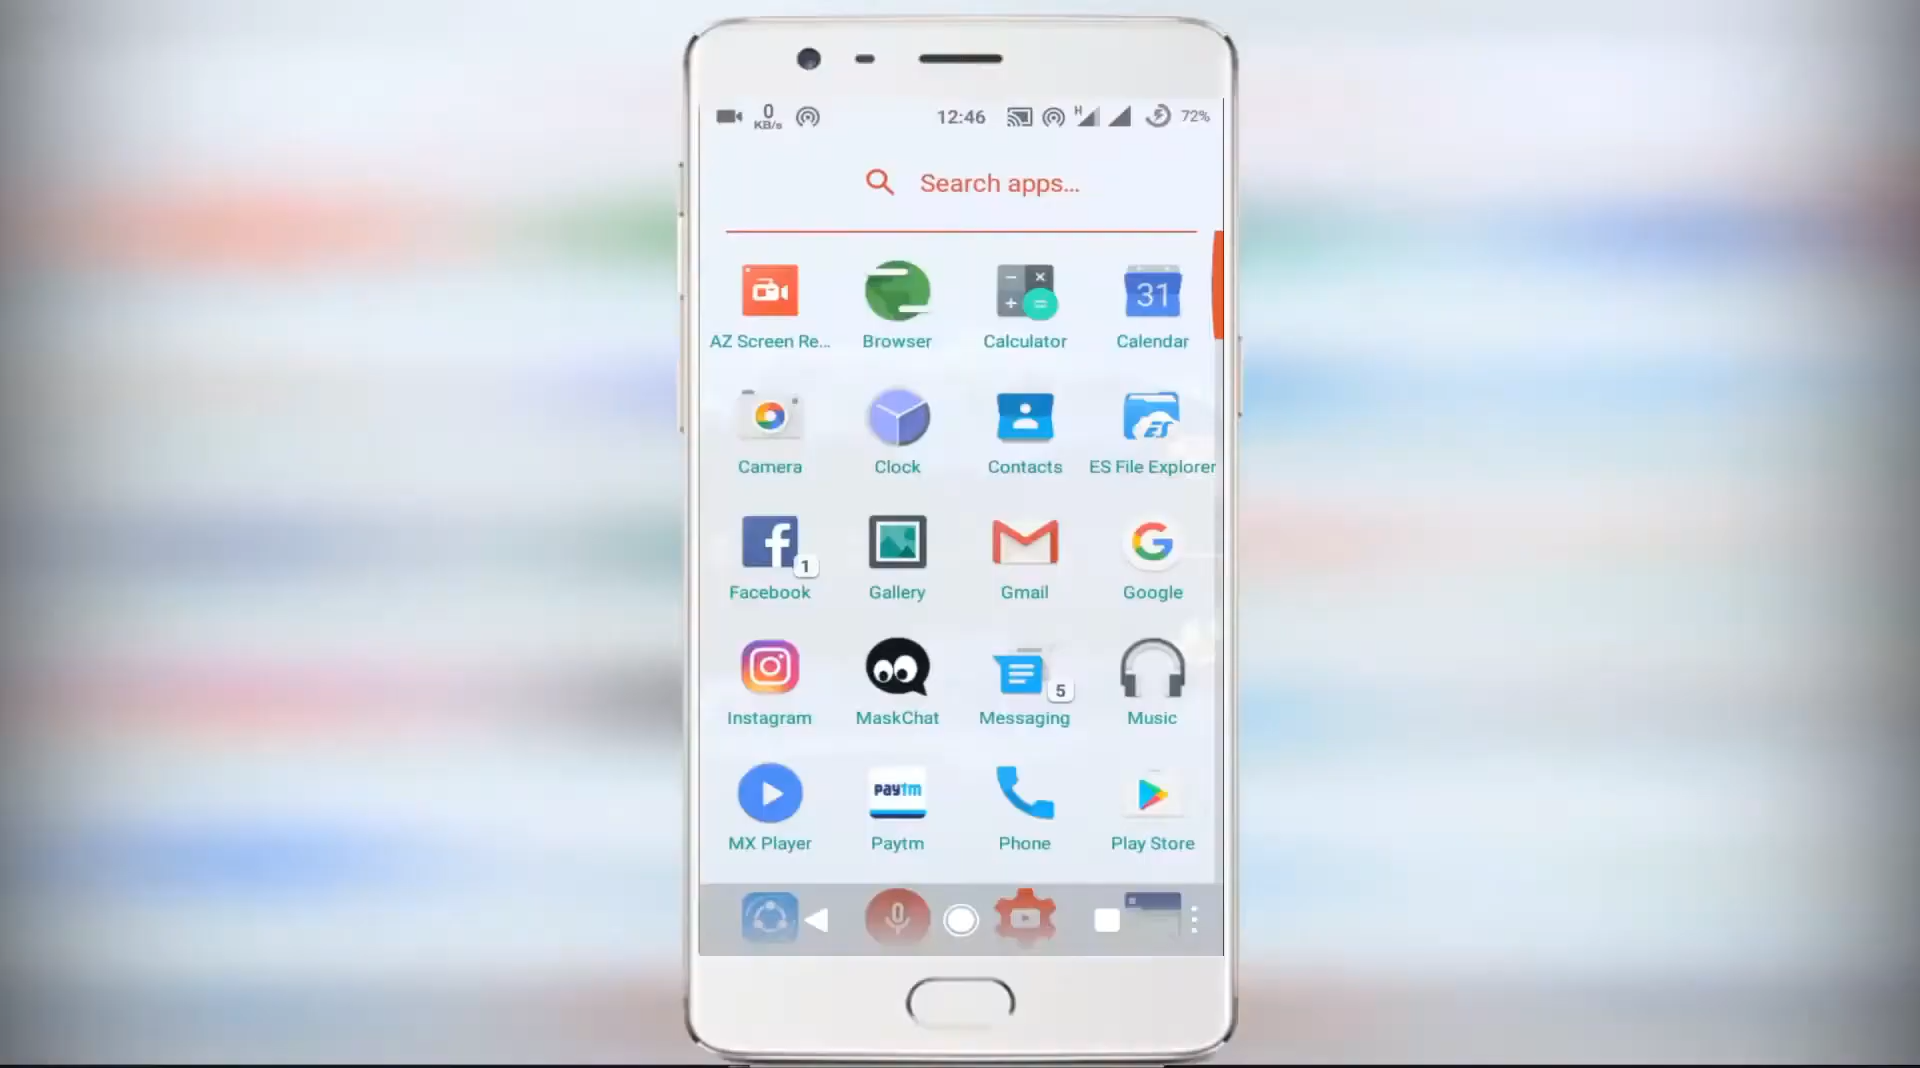 0
KB/s
12:46
H
72%
Search apps...
31
AZ Screen Re...
Browser
Calculator
Calendar
ES
Camera
Clock
Contacts
ES File Explorer
1
Facebook
Gallery
Gmail
Google
5
Instagram
MaskChat
Messaging
Music
paytm
MX Player
Paytm
Phone
Play Store